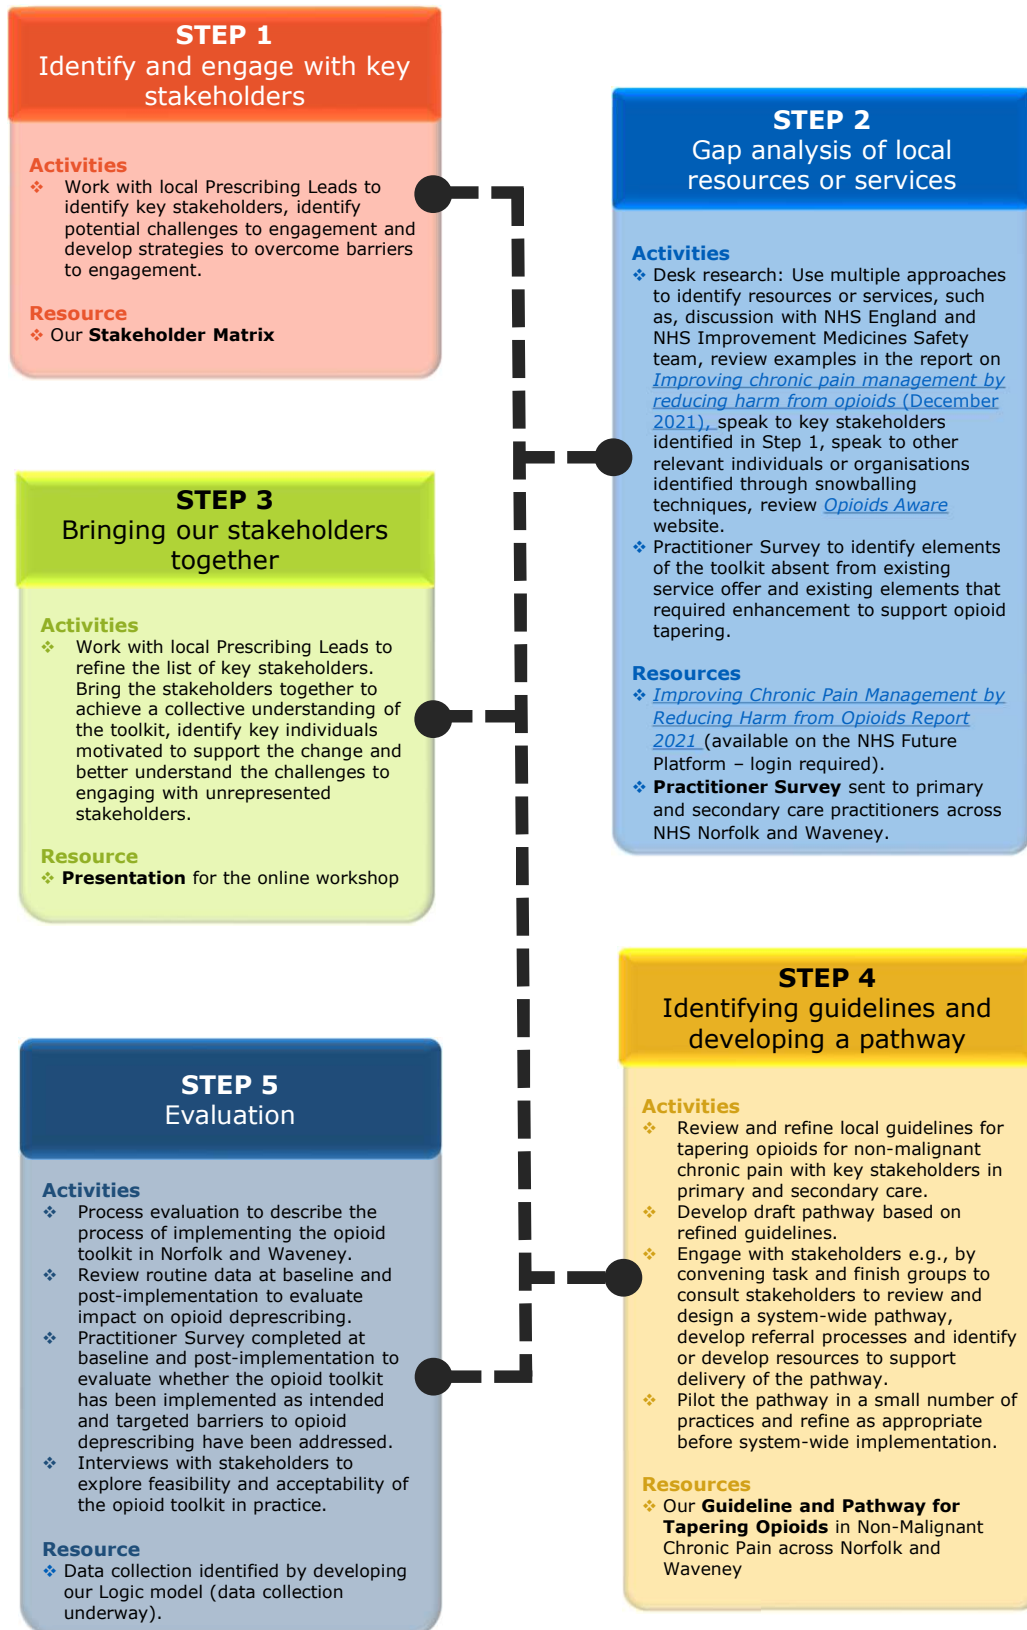 STEP 1
Identify and engage with key
stakeholders
Activities
❖ Work with local Prescribing Leads to
identify key stakeholders, identify
potential challenges to engagement and
develop strategies to overcome barriers
to engagement.
Resource
❖ Our Stakeholder Matrix
STEP 2
Gap analysis of local
resources or services
Activities
❖ Desk research: Use multiple approaches
to identify resources or services, such
as, discussion with NHS England and
NHS Improvement Medicines Safety
team, review examples in the report on
Improving chronic pain management by
reducing harm from opioids (December
2021), speak to key stakeholders
identified in Step 1, speak to other
relevant individuals or organisations
identified through snowballing
techniques, review Opioids Aware
website.
❖ Practitioner Survey to identify elements
of the toolkit absent from existing
service offer and existing elements that
required enhancement to support opioid
tapering.
Resources
❖ Improving Chronic Pain Management by
Reducing Harm from Opioids Report
2021 (available on the NHS Future
Platform – login required).
❖ Practitioner Survey sent to primary
and secondary care practitioners across
NHS Norfolk and Waveney.
STEP 3
Bringing our stakeholders
together
Activities
❖ Work with local Prescribing Leads to
refine the list of key stakeholders.
Bring the stakeholders together to
achieve a collective understanding of
the toolkit, identify key individuals
motivated to support the change and
better understand the challenges to
engaging with unrepresented
stakeholders.
Resource
❖ Presentation for the online workshop
STEP 4
Identifying guidelines and
developing a pathway
Activities
❖ Review and refine local guidelines for
tapering opioids for non-malignant
chronic pain with key stakeholders in
primary and secondary care.
❖ Develop draft pathway based on
refined guidelines.
❖ Engage with stakeholders e.g., by
convening task and finish groups to
consult stakeholders to review and
design a system-wide pathway,
develop referral processes and identify
or develop resources to support
delivery of the pathway.
❖ Pilot the pathway in a small number of
practices and refine as appropriate
before system-wide implementation.
Resources
❖ Our Guideline and Pathway for
Tapering Opioids in Non-Malignant
Chronic Pain across Norfolk and
Waveney
STEP 5
Evaluation
Activities
❖ Process evaluation to describe the
process of implementing the opioid
toolkit in Norfolk and Waveney.
❖ Review routine data at baseline and
post-implementation to evaluate
impact on opioid deprescribing.
❖ Practitioner Survey completed at
baseline and post-implementation to
evaluate whether the opioid toolkit
has been implemented as intended
and targeted barriers to opioid
deprescribing have been addressed.
❖ Interviews with stakeholders to
explore feasibility and acceptability of
the opioid toolkit in practice.
Resource
❖ Data collection identified by developing
our Logic model (data collection
underway).